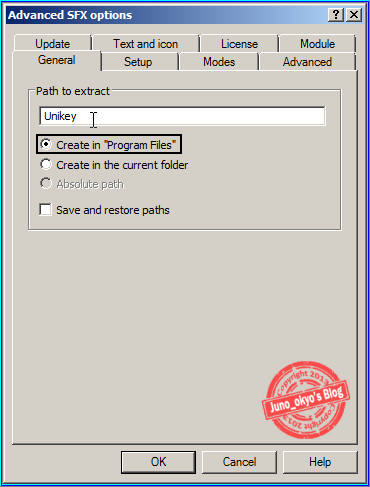 Advanced SFX options
Update Text and icon License Module
General Setup Modes Advanced
Path to extract
Unikey
Create in "Program Files"
Create in the current folder
Absolute path
Save and restore paths
Copyright 2013
Juno_okyo's Blog
Copyright 2013
OK Cancel Help